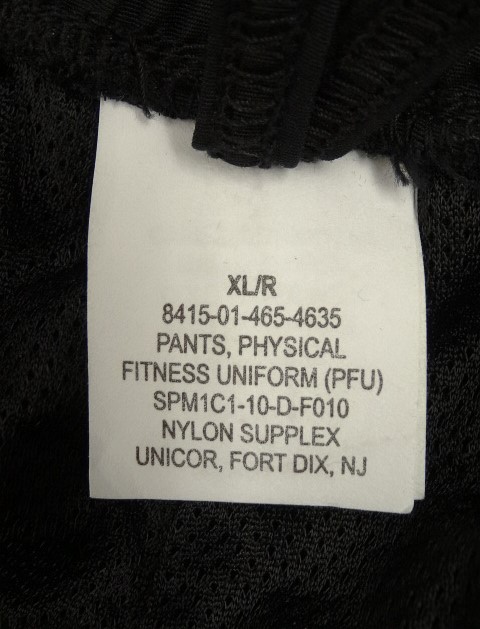 XL/R
8415-01-465-4635
PANTS, PHYSICAL
FITNESS UNIFORM (PFU)
SPM1C1-10-D-F010
NYLON SUPPLEX
UNICOR, FORT DIX, NJ